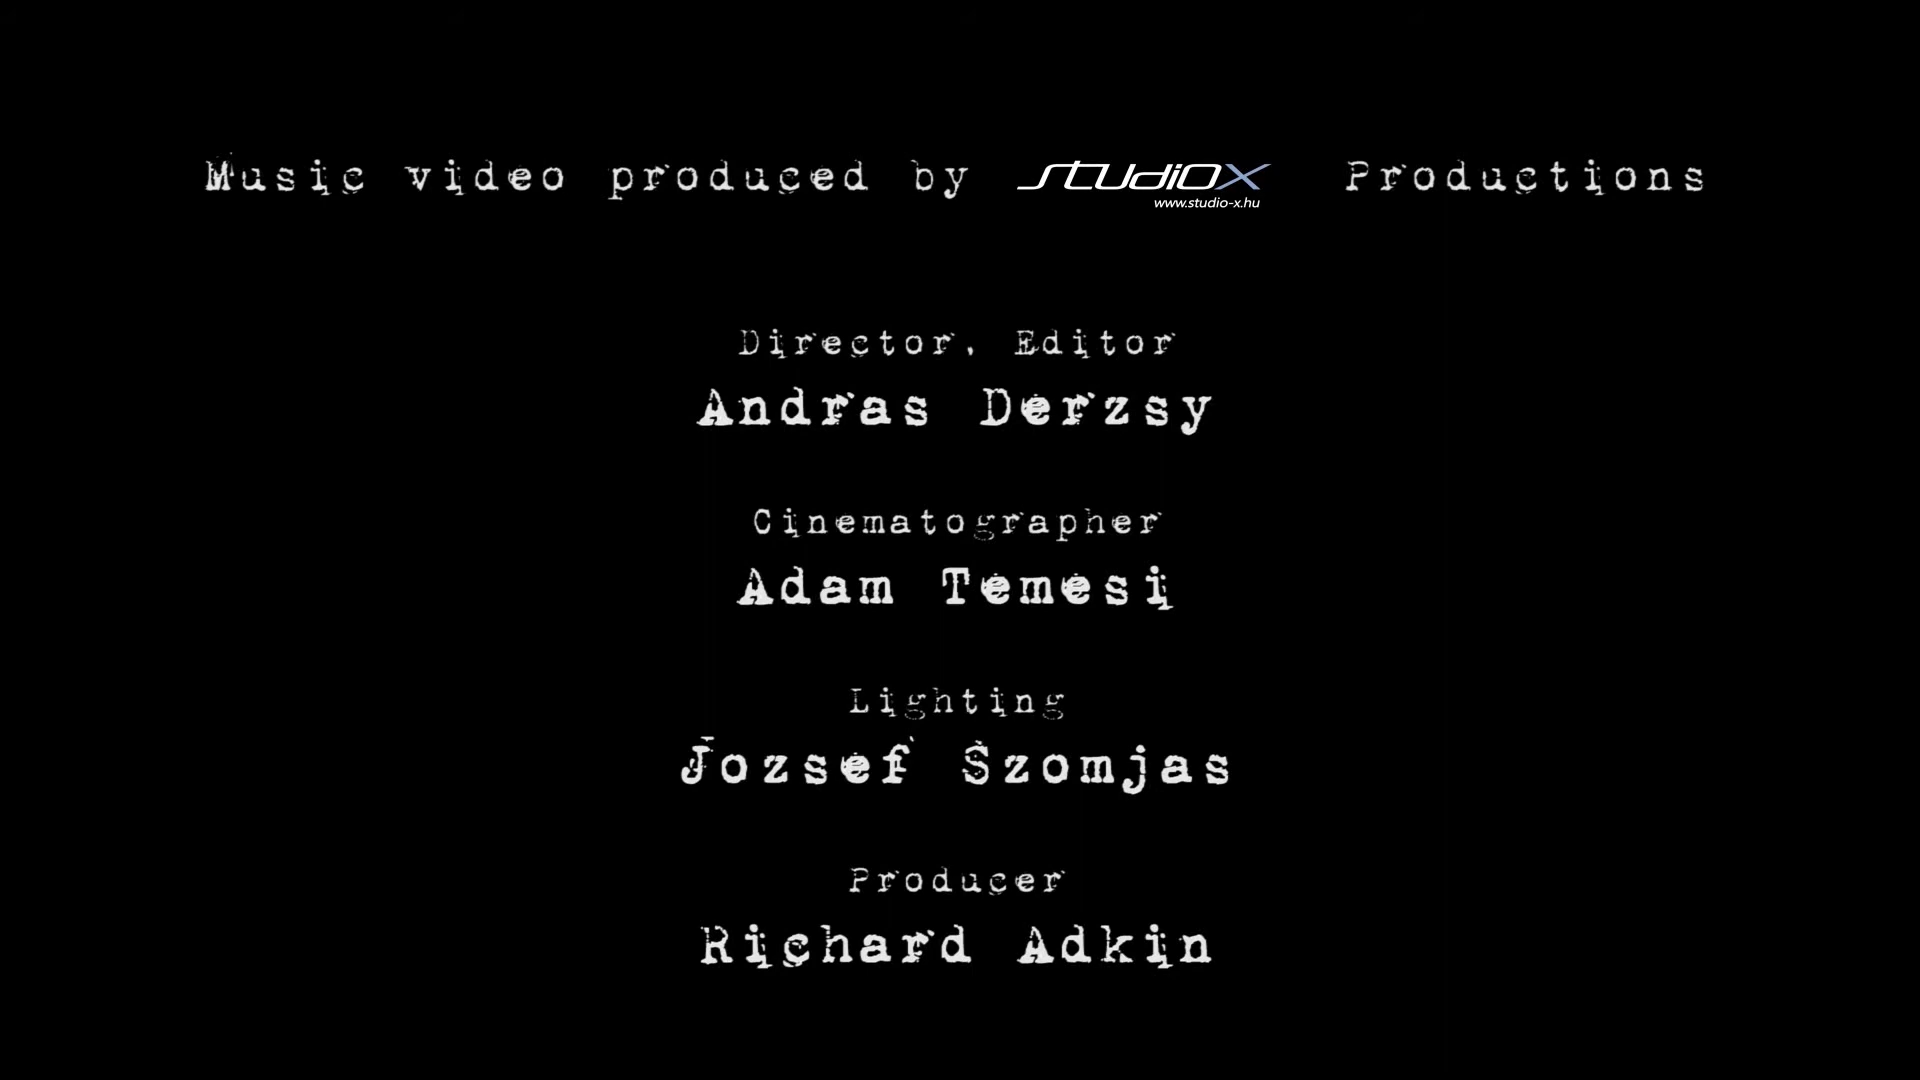 Music video produced by studiox Productions
www.studio-x.hu
Director, Editor
Andras Derzsy
Cinematographer
Adam Temesi
Lighting
Jozsef Szomjas
Producer
Richard Adkin